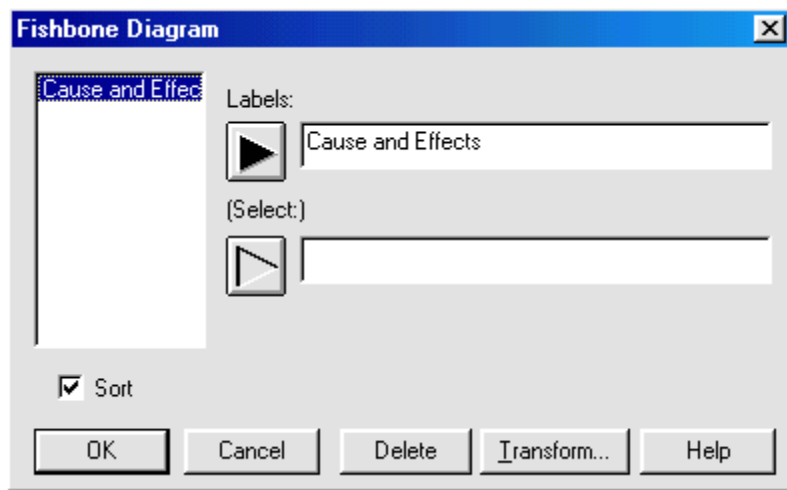 Fishbone Diagram
Cause and Effec
Labels:
Cause and Effects
(Select:)
Sort
OK Cancel Delete Transform... Help